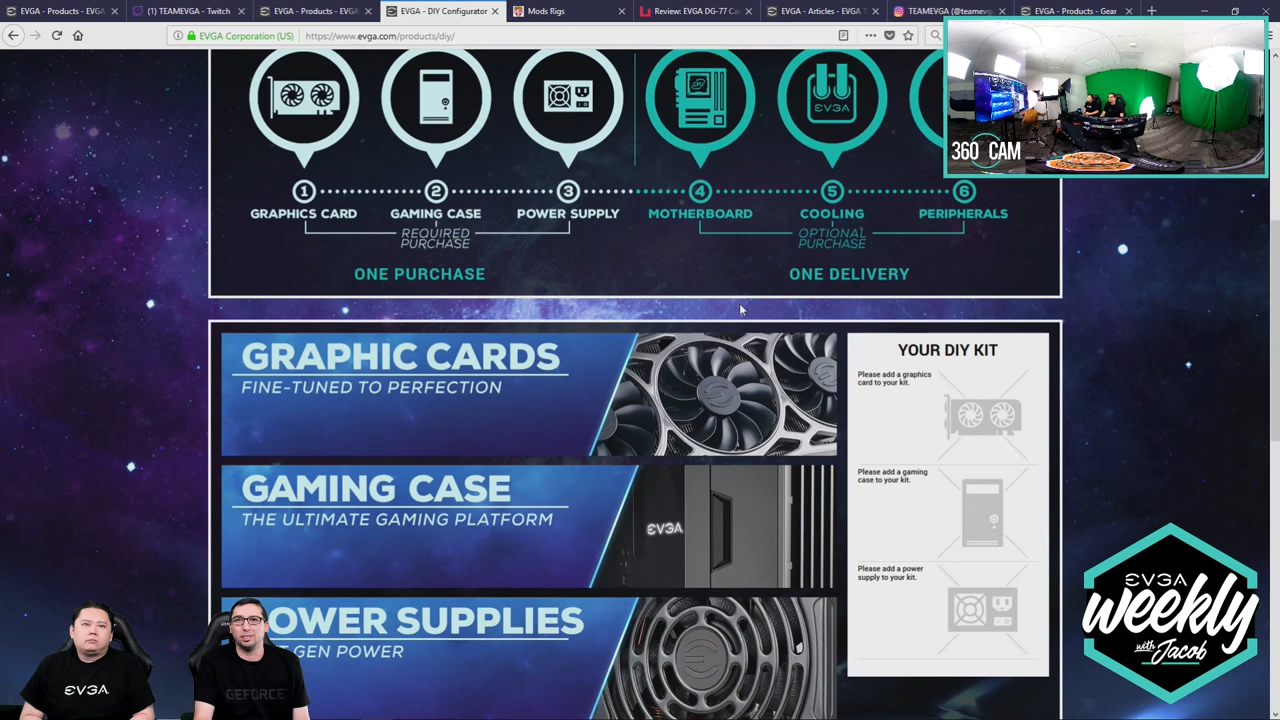 EVGA - Products - EVG
(1) TEAMEVGA - Twitch
EVGA - Products - EVG
EVGA - DIY Configurator
Mods Rigs
Review: EVGA DG-77 Ca
EVGA - Articles - EVGA T
TEAMEVGA (@teamevg
EVGA - Products - Gear
EVGA Corporation (US)
https://www.evga.com/products/diy/
360 CAM
EVGA
1
2
3
4
5
6
GRAPHICS CARD
GAMING CASE
POWER SUPPLY
MOTHERBOARD
COOLING
PERIPHERALS
REQUIRED
PURCHASE
OPTIONAL
PURCHASE
ONE PURCHASE
ONE DELIVERY
GRAPHIC CARDS
FINE-TUNED TO PERFECTION
GAMING CASE
THE ULTIMATE GAMING PLATFORM
EVGA
OWER SUPPLIES
GEN POWER
YOUR DIY KIT
Please add a graphics
card to your kit.
Please add a gaming
case to your kit.
Please add a power
supply to your kit.
EVGA
GEFORCE
EVGA
weekly
with
Jacob